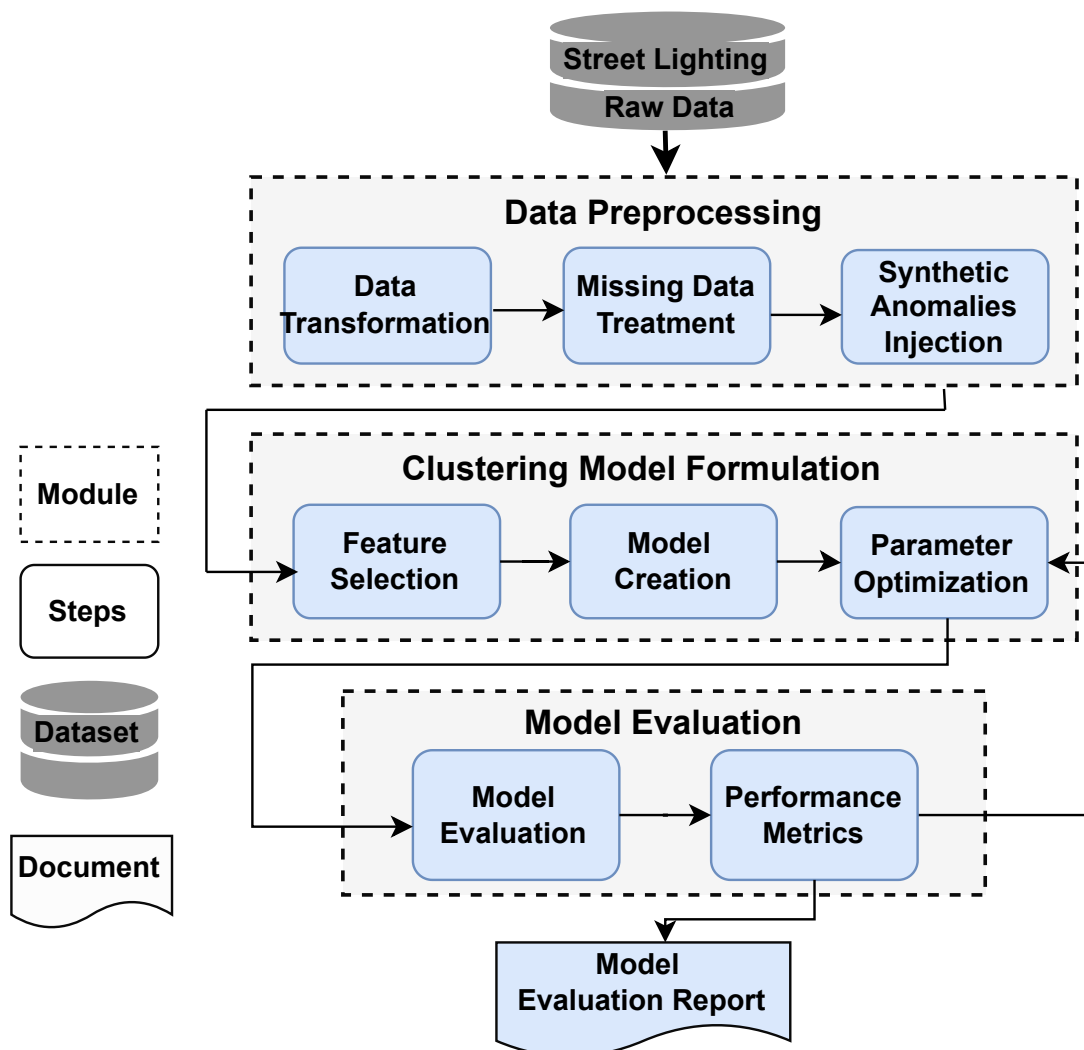 Street Lighting
Raw Data
Data Preprocessing
Data
Transformation
Missing Data
Treatment
Synthetic
Anomalies
Injection
Clustering Model Formulation
Feature
Selection
Model
Creation
Parameter
Optimization
Model Evaluation
Model
Evaluation
Performance
Metrics
Model
Evaluation Report
Module
Steps
Dataset
Document